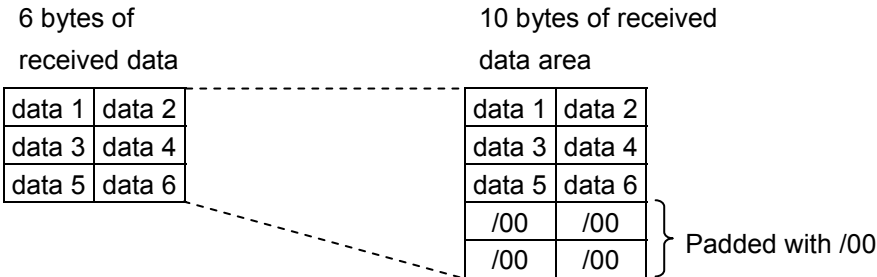 6 bytes of
received data
data 1 data 2
data 3 data 4
data 5 data 6
10 bytes of received
data area
data 1 data 2
data 3 data 4
data 5 data 6
/00 /00
/00 /00
Padded with /00